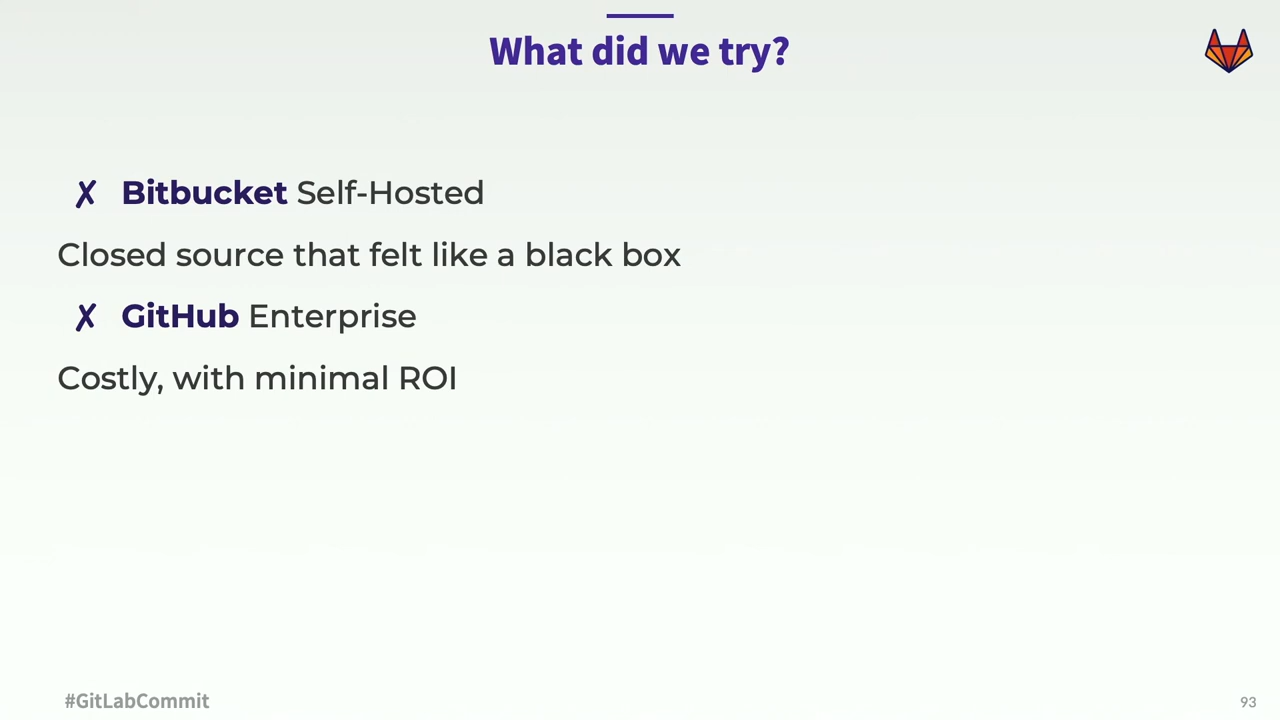 What did we try?
✗ Bitbucket Self-Hosted
Closed source that felt like a black box
✗ GitHub Enterprise
Costly, with minimal ROI
#GitLabCommit
93